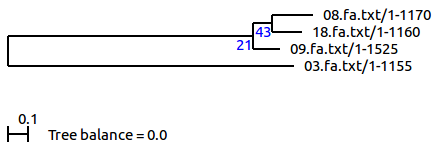 08.fa.txt/1-1170
43
18.fa.txt/1-1160
21
09.fa.txt/1-1525
03.fa.txt/1-1155
0.1
Tree balance = 0.0